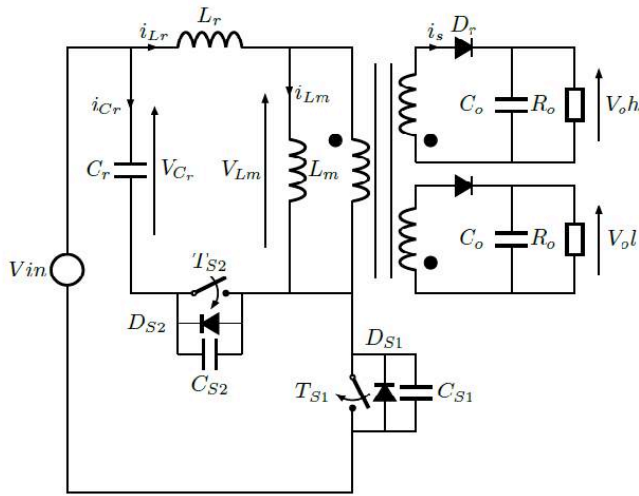 i_{Lr} L_r i_s D_r
i_{Cr} i_{Lm} C_o R_o V_oh
C_r V_{C_r} V_{Lm} L_m
Vin T_{S2} C_o R_o V_ol
D_{S2} D_{S1}
C_{S2} T_{S1} C_{S1}